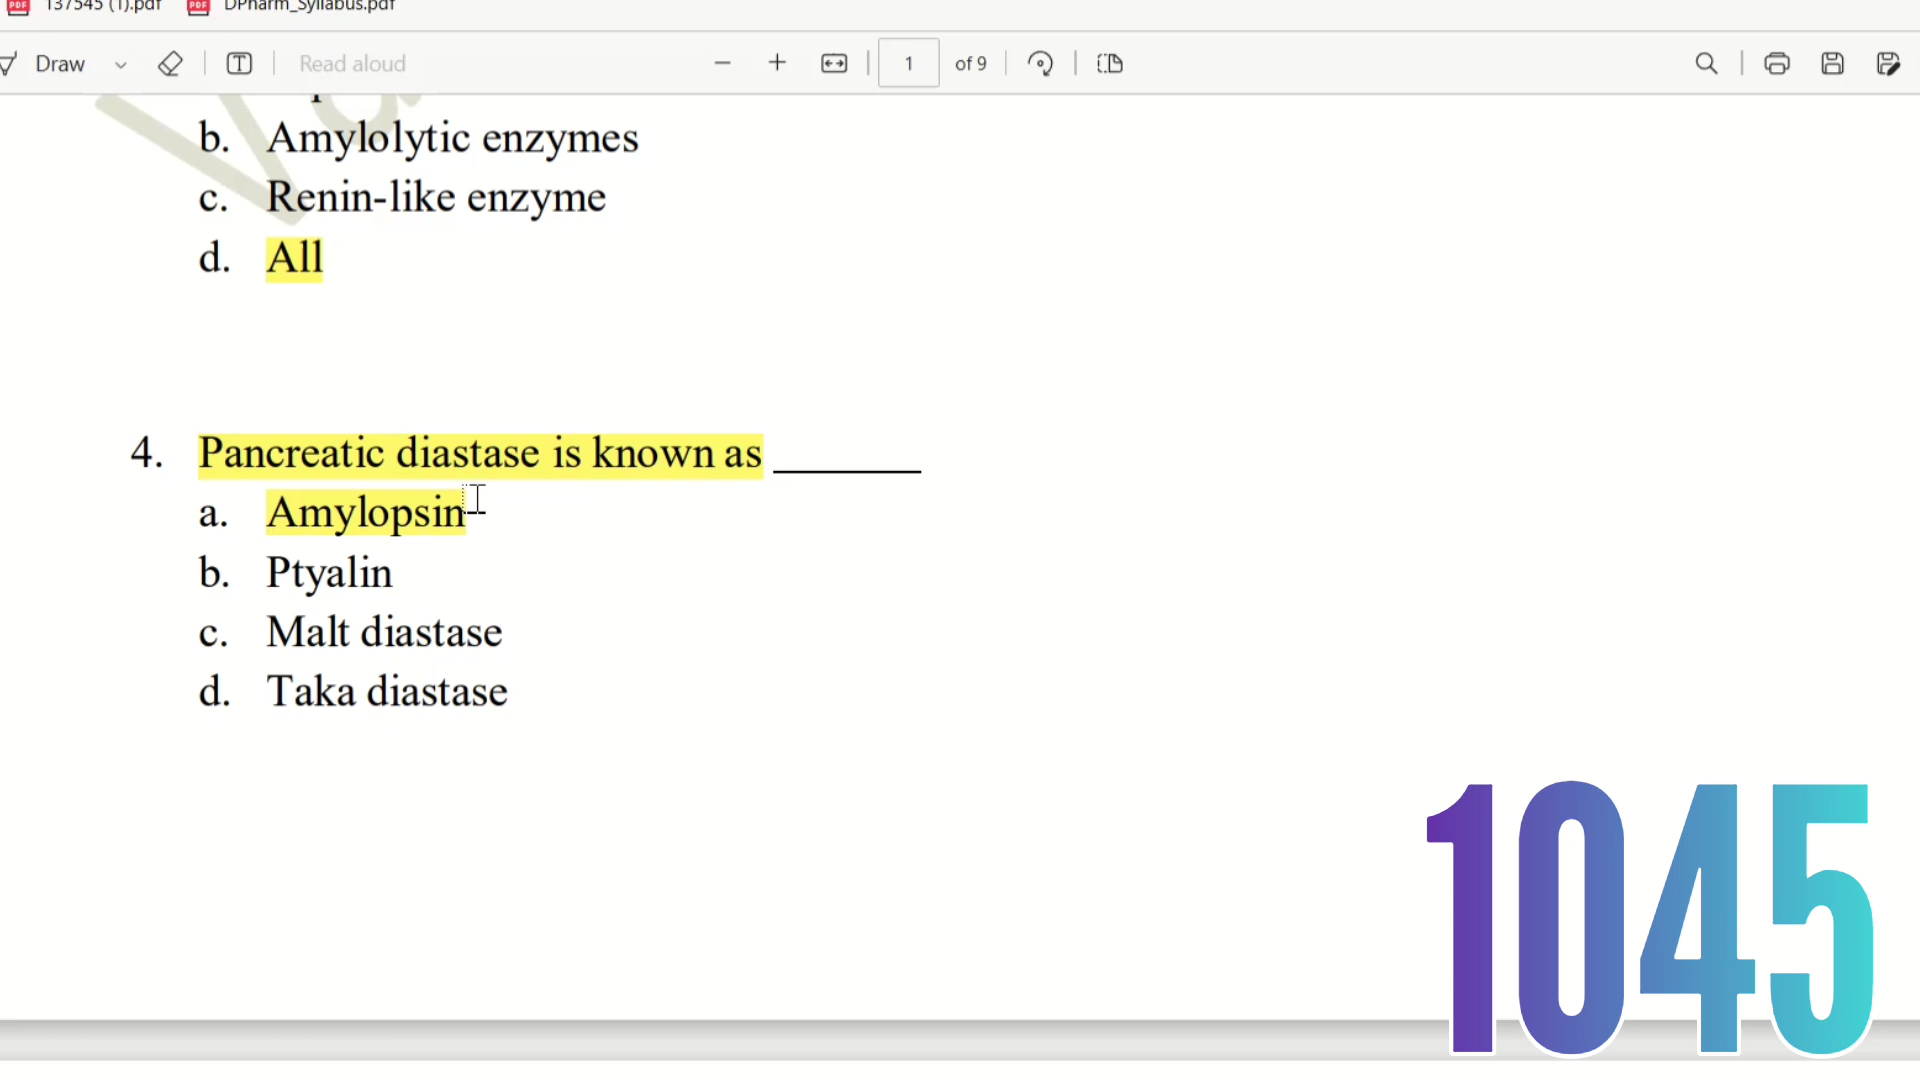 137545 (1).pdf DPharm_Syllabus.pdf
Draw Read aloud 1 of 9
b. Amylolytic enzymes
c. Renin-like enzyme
d. All
4. Pancreatic diastase is known as _______
a. Amylopsin
b. Ptyalin
c. Malt diastase
d. Taka diastase
1045